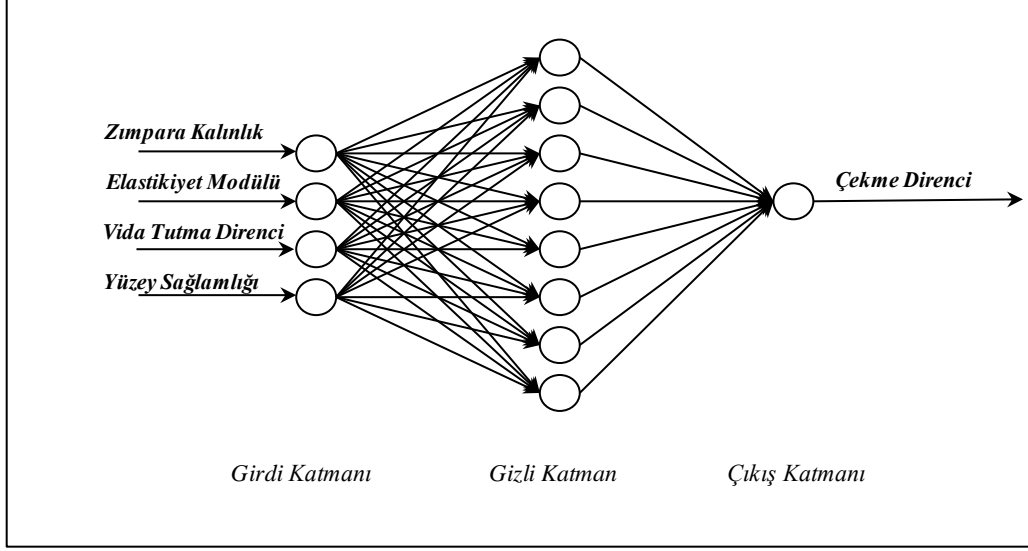 Zımpara Kalınlık
Elastikiyet Modülü
Vida Tutma Direnci
Yüzey Sağlamlığı
Çekme Direnci
Girdi Katmanı
Gizli Katman
Çıkış Katmanı